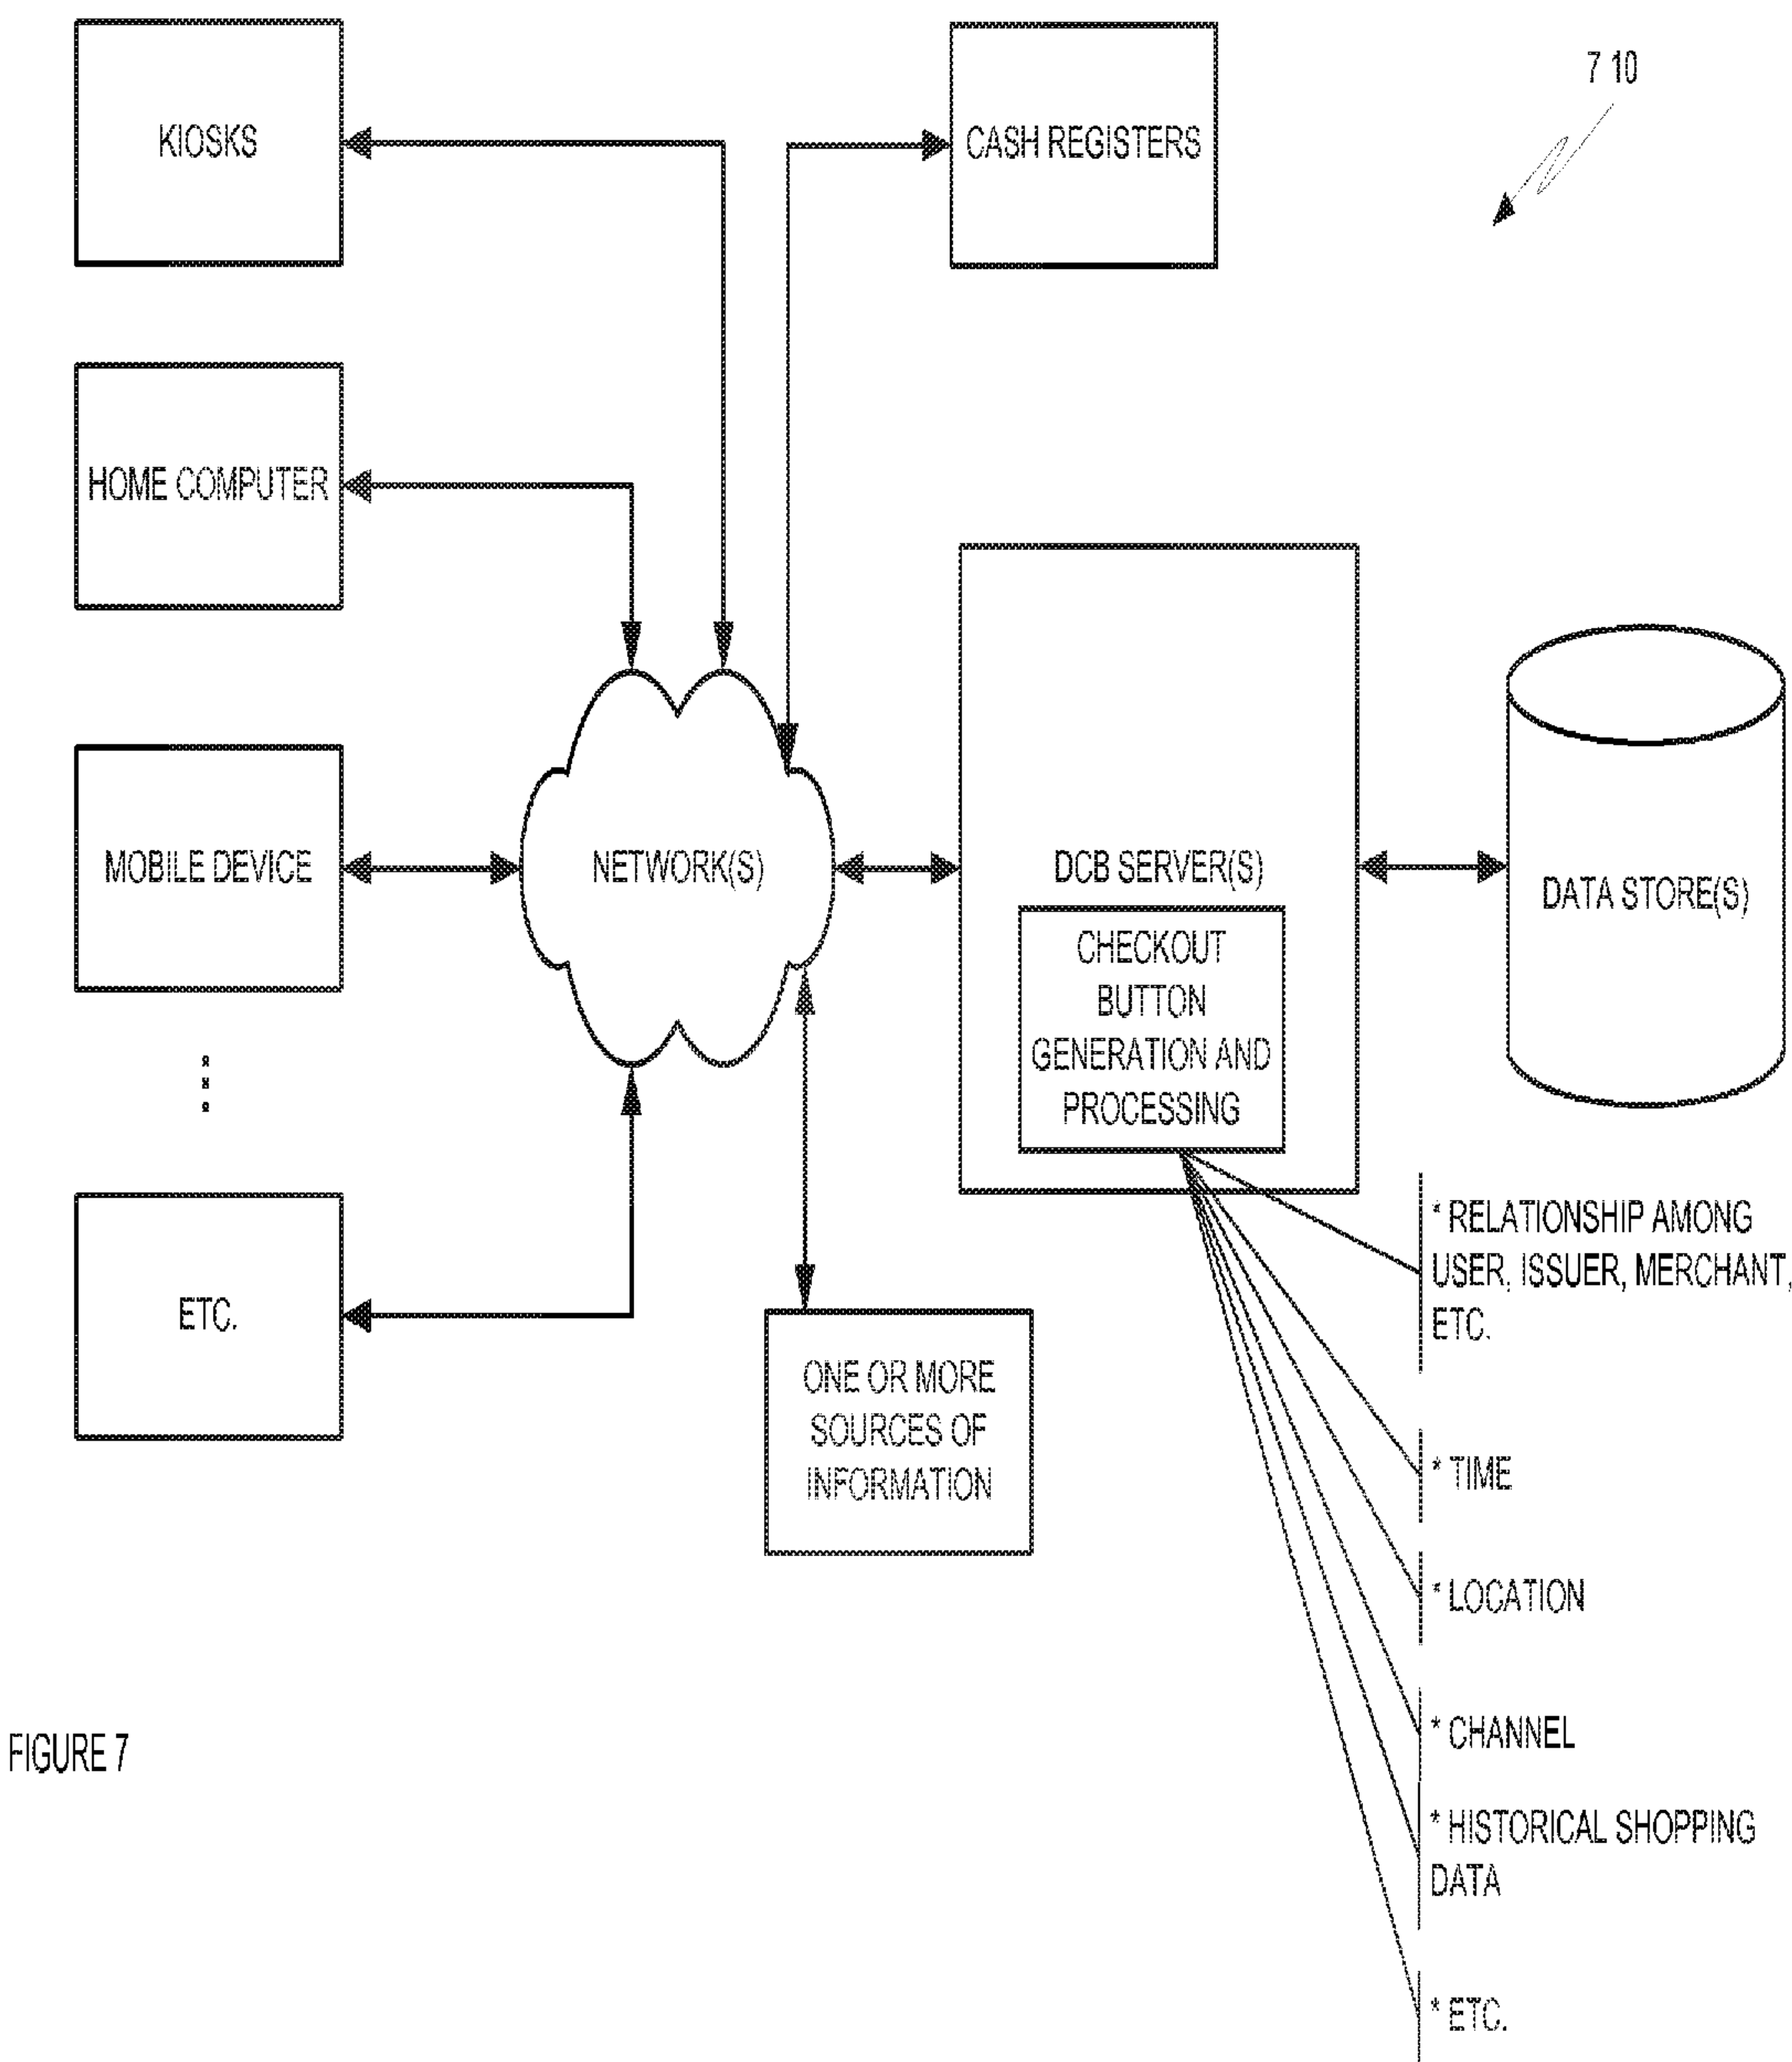 7 10
KIOSKS
CASH REGISTERS
HOME COMPUTER
MOBILE DEVICE
NETWORK(S)
DCB SERVER(S)
CHECKOUT
BUTTON
GENERATION AND
PROCESSING
DATA STORE(S)
ETC.
ONE OR MORE
SOURCES OF
INFORMATION
* RELATIONSHIP AMONG
USER, ISSUER, MERCHANT,
ETC.
* TIME
* LOCATION
* CHANNEL
* HISTORICAL SHOPPING
DATA
* ETC.
FIGURE 7